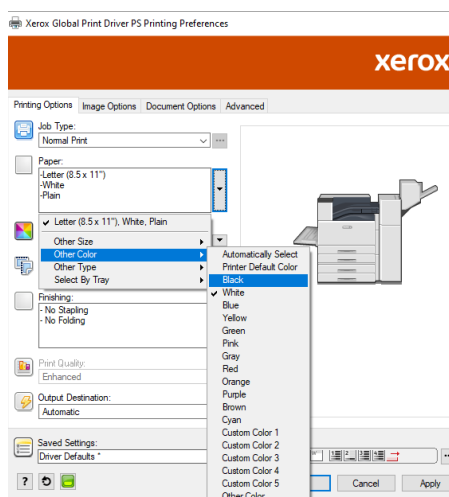 Xerox Global Print Driver PS Printing Preferences
xerox
Printing Options Image Options Document Options Advanced
Job Type:
Normal Print
Paper:
-Letter (8.5 x 11")
-White
-Plain
Letter (8.5 x 11"), White, Plain
Other Size
Other Color
Other Type
Select By Tray
Automatically Select
Printer Default Color
Black
White
Blue
Yellow
Green
Pink
Gray
Red
Orange
Purple
Brown
Cyan
Custom Color 1
Custom Color 2
Custom Color 3
Custom Color 4
Custom Color 5
Other Color
Finishing:
- No Stapling
- No Folding
Print Quality:
Enhanced
Output Destination:
Automatic
Saved Settings:
Driver Defaults *
?
Cancel Apply